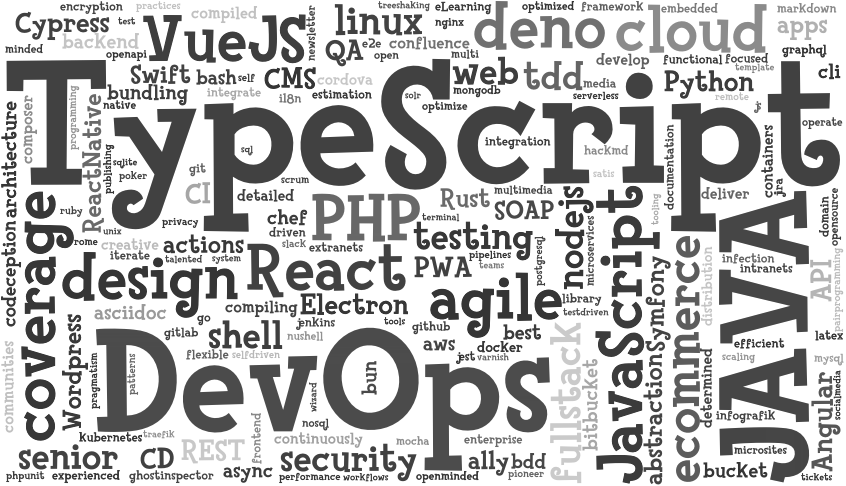 encryption
practices
treeshaking
eLearning
optimized
framework
embedded
markdown
Cypress
test
compiled
newsletter
linux
nginx
deno
cloud
apps
minded
backend
VueJS
QA
e2e
confluence
graphql
openapi
open
multi
develop
functional
focused
Swift
bash
self
CMS
cordova
web
tdd
media
Python
template
cli
bundling
integrate
il8n
estimation
solr
mongodb
optimize
serverless
remote
js
native
TypeScript
architecture
composer
programming
ReactNative
publishing
sqlite
poker
git
sql
integration
hackmd
documentation
containers
operate
codeception
CI
scrum
satis
jra
detailed
Rust
multimedia
nodejs
JavaScript
tooling
deliver
domain
opensource
ruby
unix
privacy
chef
PHP
terminal
SOAP
microservices
JAVA
coverage
rome
creative
actions
driven
slack
extranets
testing
pipelines
postgresql
iterate
talented
system
React
PWA
teams
infection
intranets
API
pairprogramming
design
agile
library
testdriven
Symfony
ecommerce
distribution
asciidoc
go
compiling
Electron
tools
github
best
gitlab
shell
jenkins
nushell
aws
docker
efficient
latex
communities
Wordpress
pragmatism
patterns
flexible
selfdriven
jest
varnish
scaling
mysql
DevOps
bun
wizard
nosql
fullstack
bitbucket
abstraction
determined
infografik
Angular
socialmedia
kubernetes
traefik
REST
frontend
continuously
mocha
enterprise
microsites
senior
CD
async
security
ally
bdd
pioneer
bucket
phpunit
experienced
ghostinspector
performance
workflows
openminded
tickets